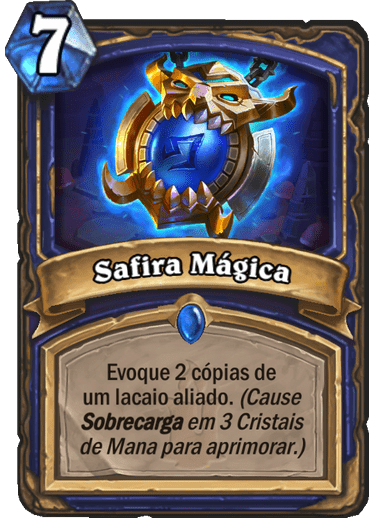 7
Safira Mágica
Evoque 2 cópias de
um lacaio aliado. (Cause
Sobrecarga em 3 Cristais
de Mana para aprimorar.)